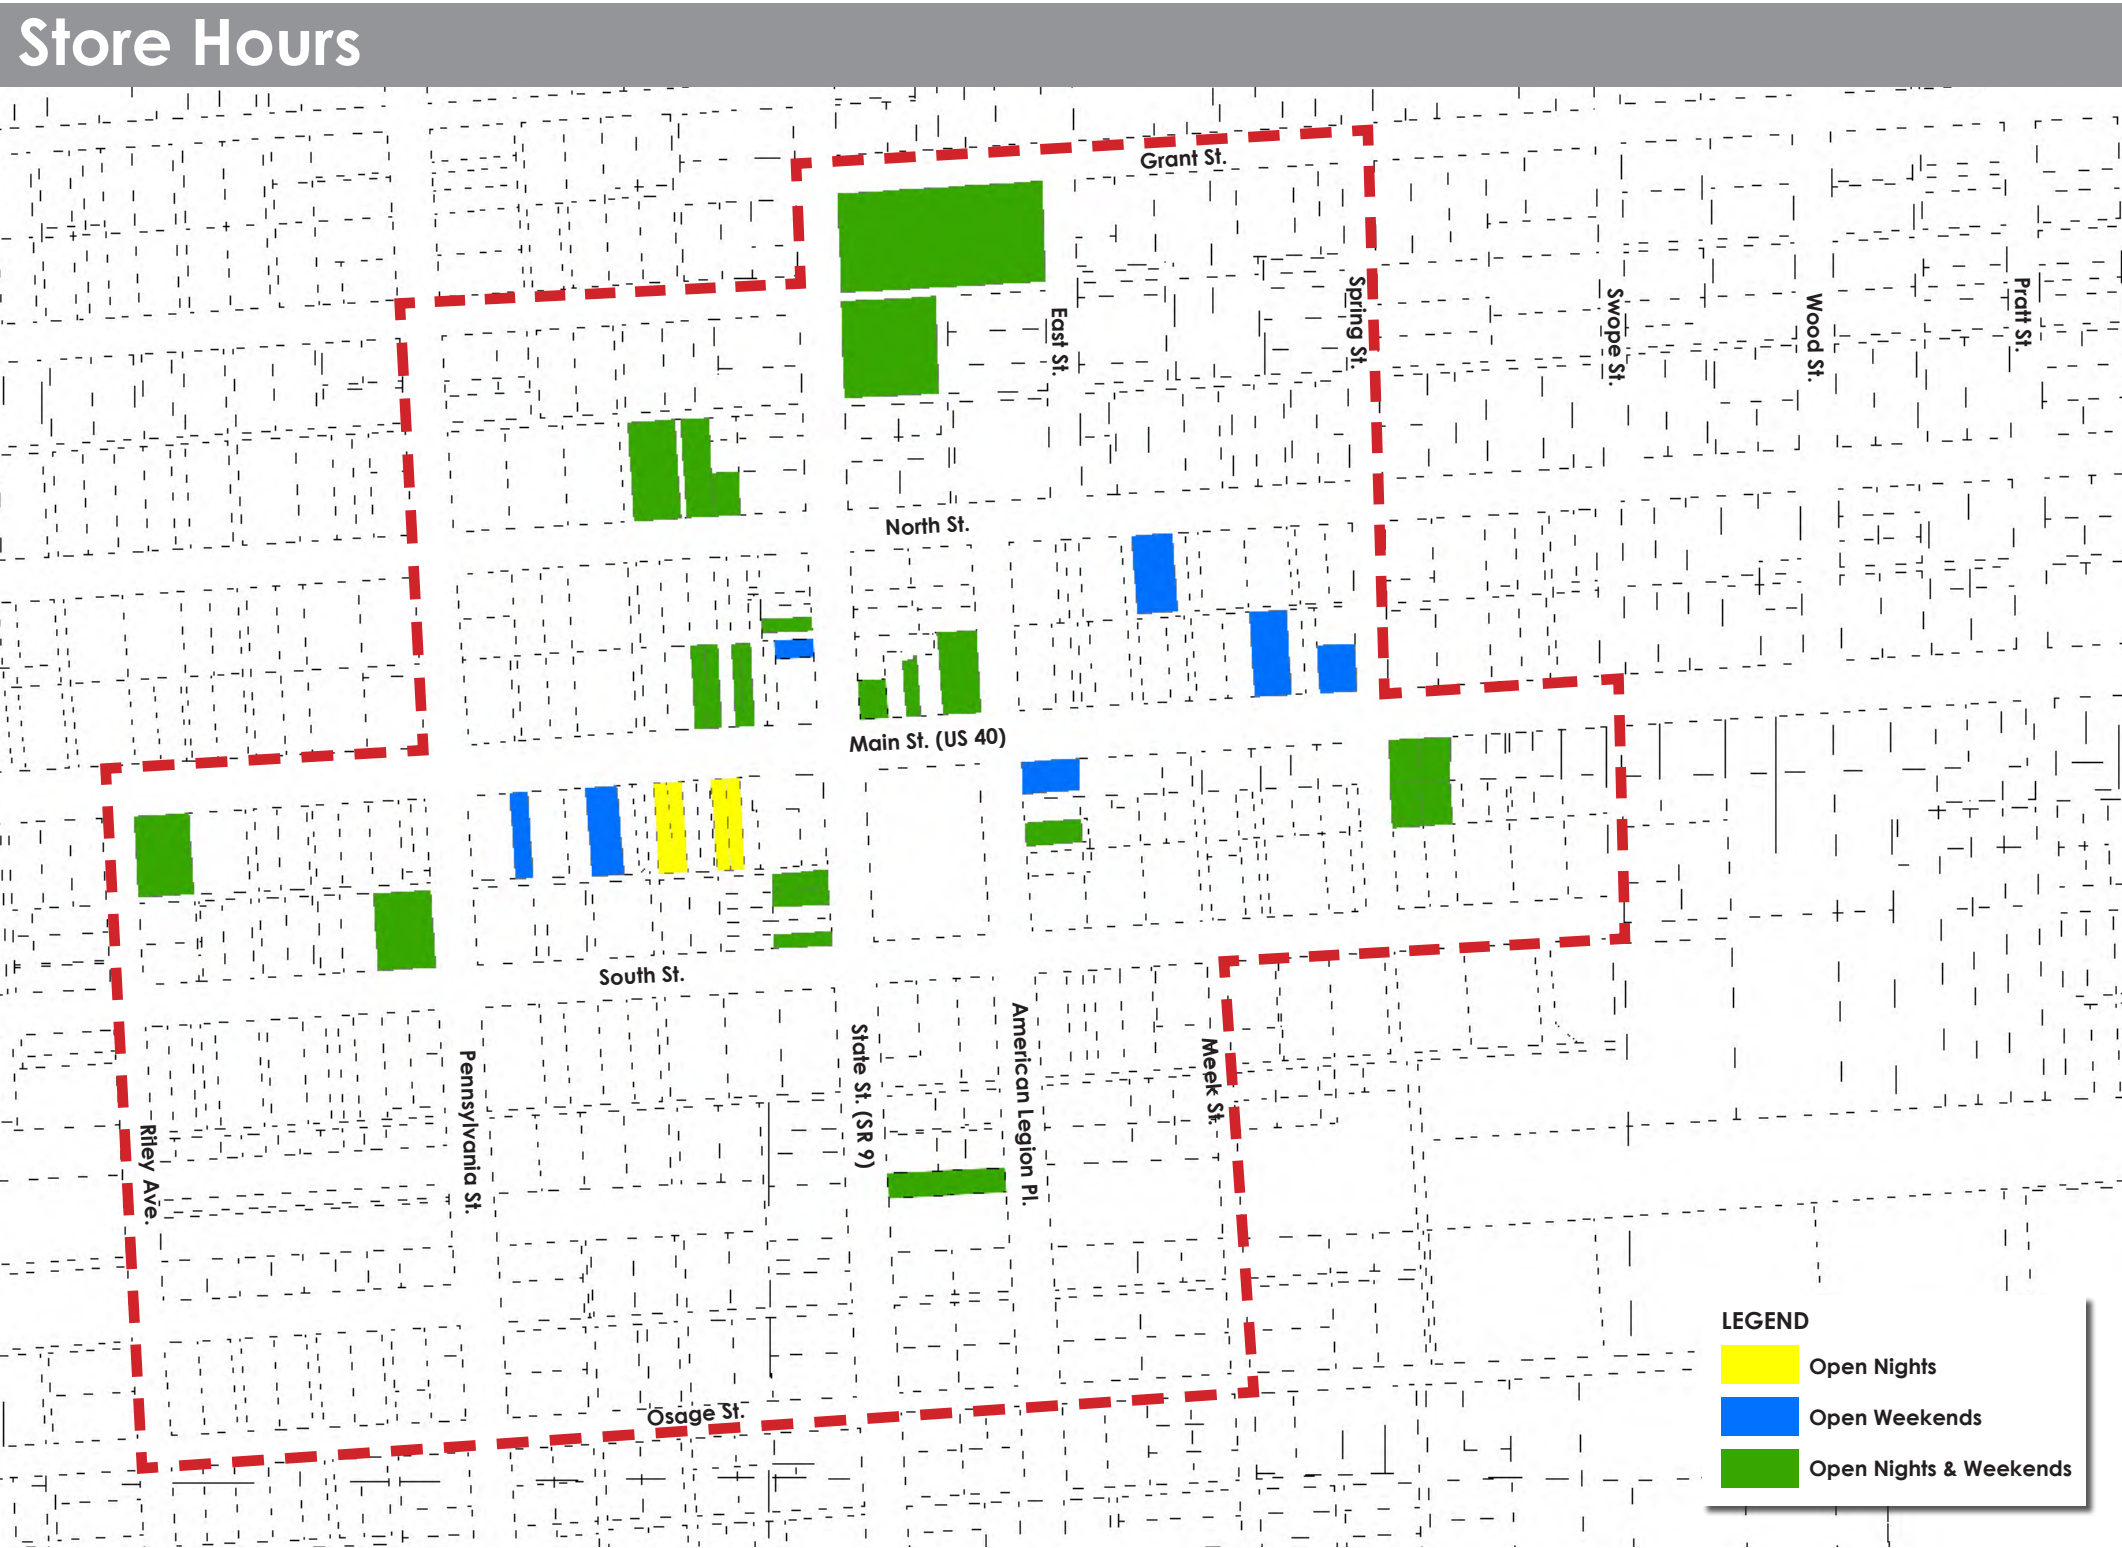 Store Hours
Grant St.
East St.
Spring St.
Swope St.
Wood St.
Pratt St.
North St.
Main St. (US 40)
South St.
State St. (SR 9)
American Legion Pl.
Meek St.
Pennsylvania St.
Riley Ave.
Osage St.
LEGEND
Open Nights
Open Weekends
Open Nights & Weekends